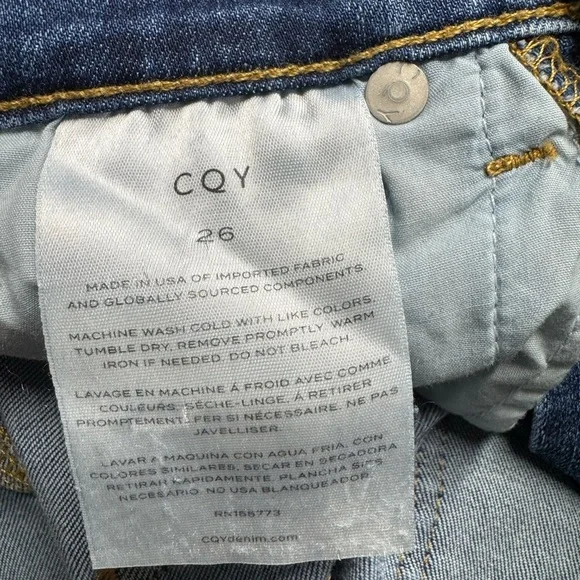 CQY
26
MADE IN USA OF IMPORTED FABRIC
AND GLOBALLY SOURCED COMPONENTS.
MACHINE WASH COLD WITH LIKE COLORS.
TUMBLE DRY. REMOVE PROMPTLY. WARM
IRON IF NEEDED. DO NOT BLEACH.
LAVAGE EN MACHINE À FROID AVEC COMME
COULEURS. SÈCHE-LINGE. À RETIRER
PROMPTEMENT. FER SI NÉCESSAIRE. NE PAS
JAVELLISER.
LAVAR A MAQUINA CON AGUA FRIA. CON
COLORES SIMILARES. SECAR EN SECADORA
RETIRAR RAPIDAMENTE. PLANCHA SIES
NECESARIO. NO USA BLANQUEADOR.
RN155773
CQYdenim.com